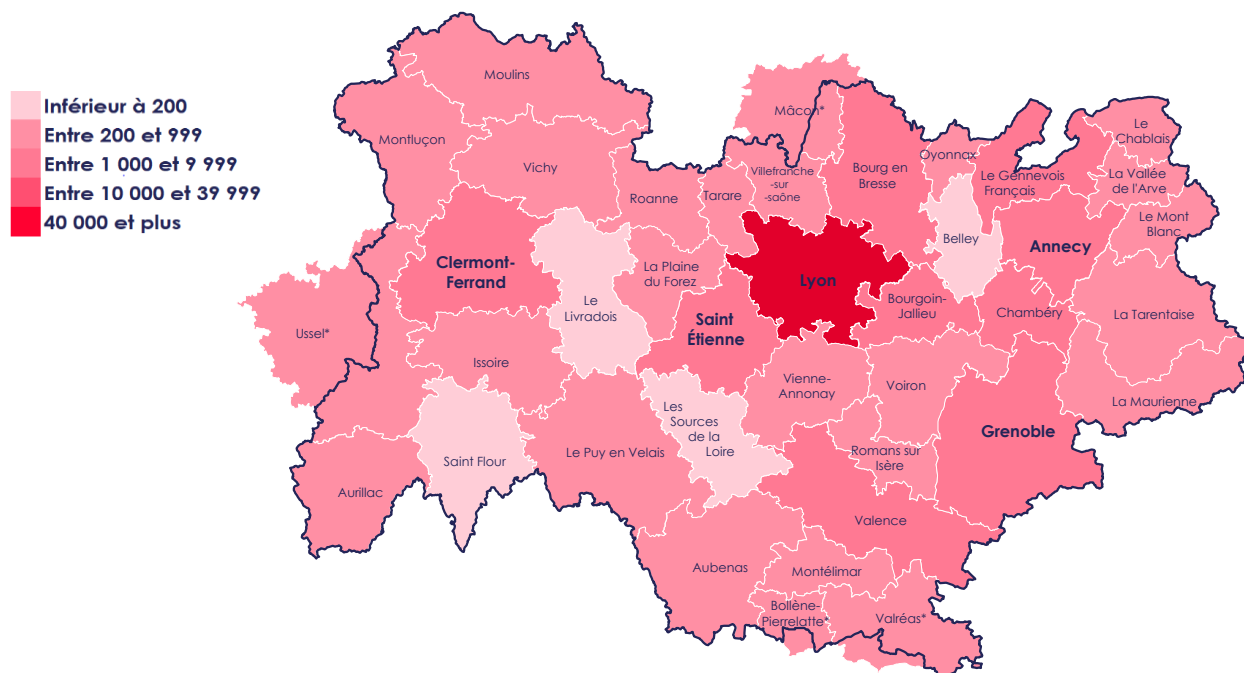 Inférieur à 200
Entre 200 et 999
Entre 1 000 et 9 999
Entre 10 000 et 39 999
40 000 et plus
Moulins
Montluçon
Vichy
Mâcon*
Roanne
Tarare
Villefranche
-sur
-saône
Bourg en
Bresse
Oyonnax
Le Gennevois
Français
Le
Chablais
La Vallée
de l'Arve
Le Mont
Blanc
Clermont-
Ferrand
Le
Livradois
La Plaine
du Forez
Lyon
Belley
Annecy
Ussel*
Issoire
Saint
Étienne
Bourgoin-
Jallieu
Chambéry
La Tarentaise
La Maurienne
Vienne-
Annonay
Voiron
Grenoble
Aurillac
Saint Flour
Le Puy en Velais
Les
Sources
de la
Loire
Romans sur
Isère
Valence
Aubenas
Montélimar
Bollène-
Pierrelatte*
Valréas*